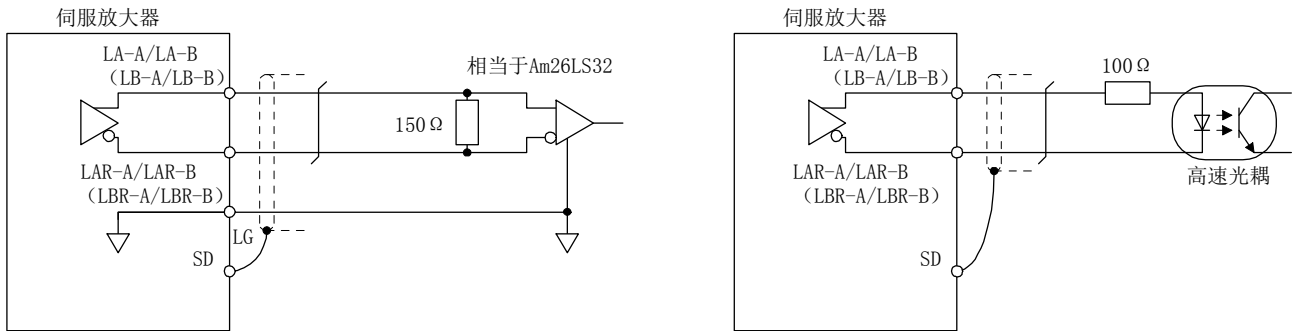 伺服放大器
LA-A/LA-B
(LB-A/LB-B)
相当于Am26LS32
150Ω
LAR-A/LAR-B
(LBR-A/LBR-B)
LG
SD
伺服放大器
LA-A/LA-B
(LB-A/LB-B)
100Ω
LAR-A/LAR-B
(LBR-A/LBR-B)
高速光耦
SD